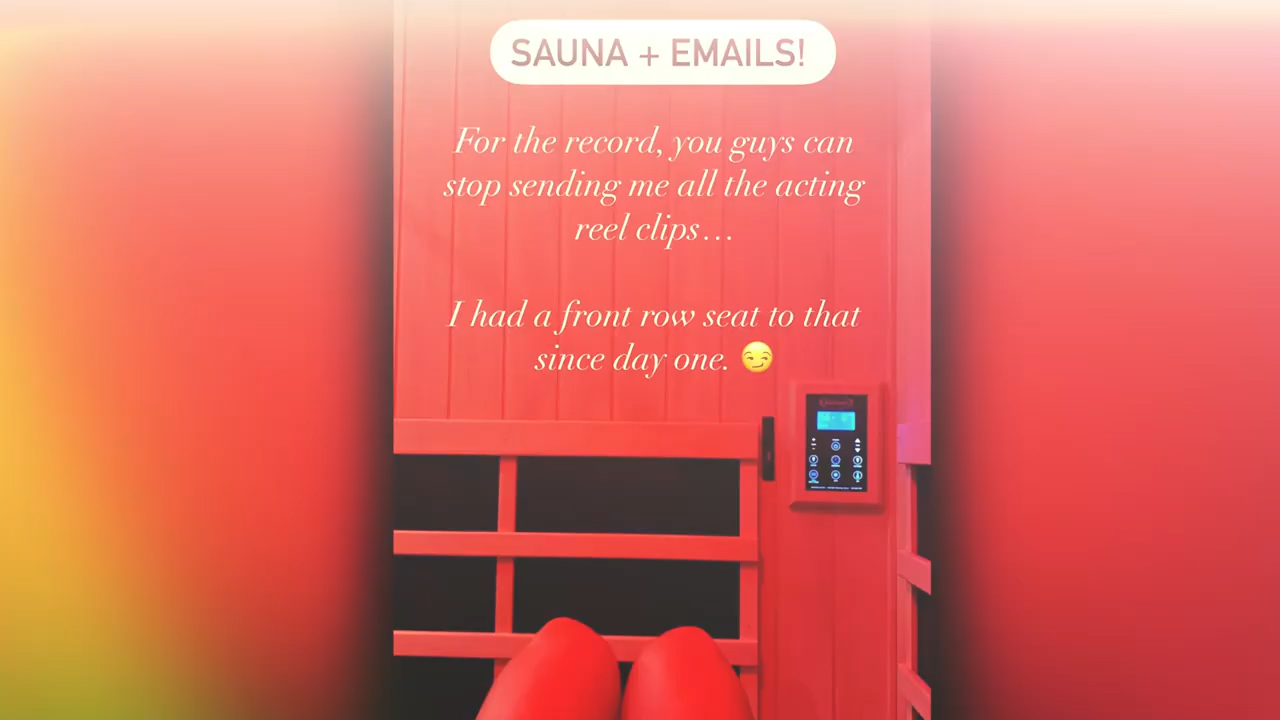 SAUNA + EMAILS!
For the record, you guys can
stop sending me all the acting
reel clips...
I had a front row seat to that
since day one. 😏